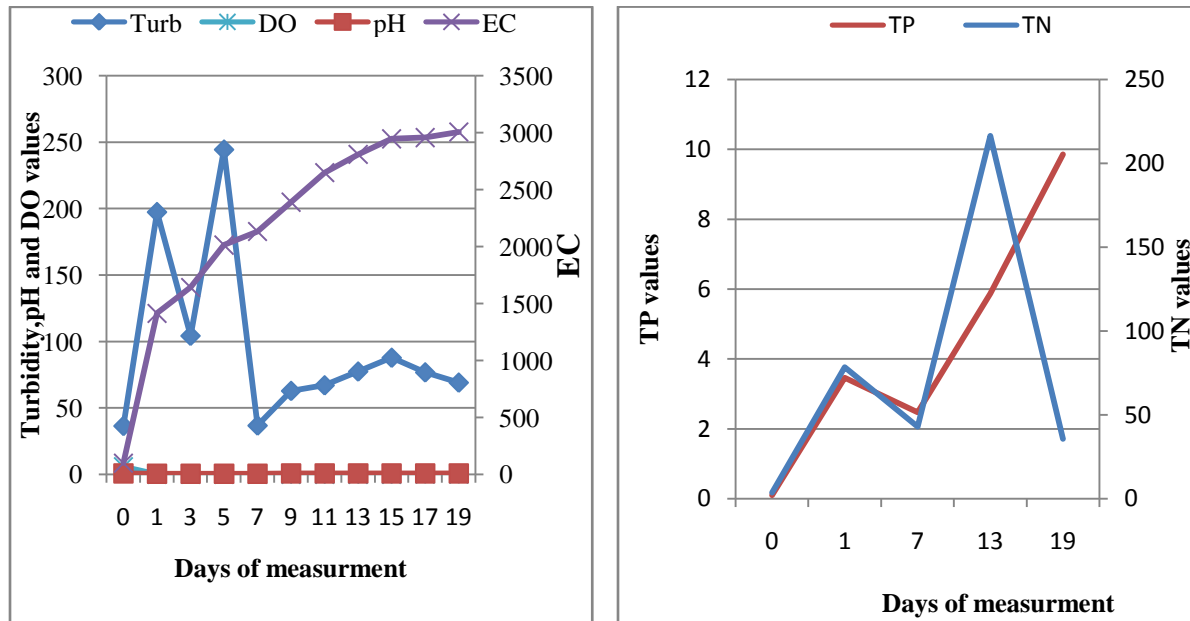 Turb DO pH EC
300
250
200
150
100
50
0
Turbidity,pH and DO values
3500
3000
2500
2000
1500
1000
500
0
EC
0 1 3 5 7 9 11 13 15 17 19
Days of measurment
TP TN
12
10
8
6
4
2
0
TP values
250
200
150
100
50
0
TN values
0 1 7 13 19
Days of measurment